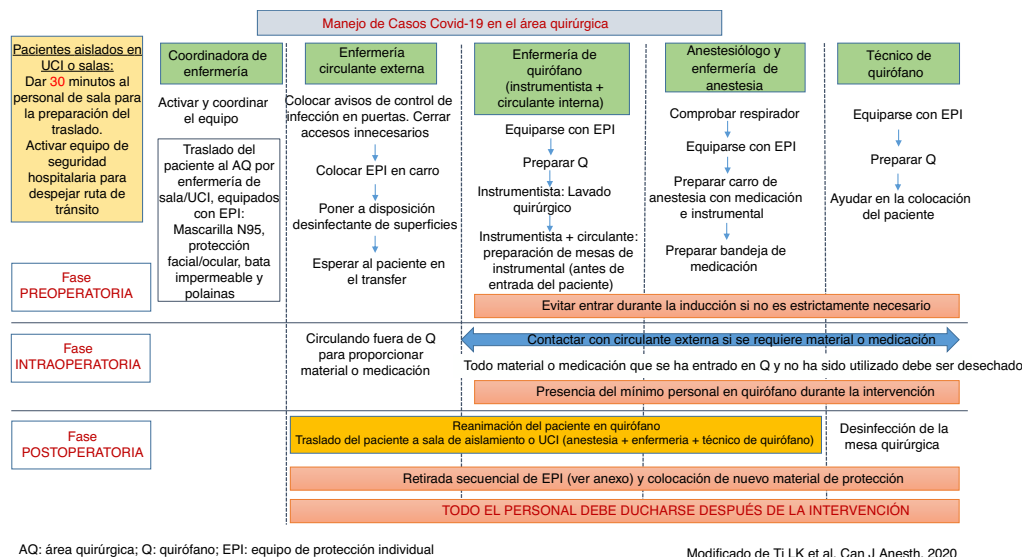 Manejo de Casos Covid-19 en el área quirúrgica
Pacientes aislados en
UCI o salas:
Dar 30 minutos al
personal de sala para
la preparación del
traslado.
Activar equipo de
seguridad
hospitalaria para
despejar ruta de
tránsito
Coordinadora de
enfermería
Activar y coordinar
el equipo
Traslado del
paciente al AQ por
enfermería de
sala/UCI, equipados
con EPI:
Mascarilla N95,
protección
facial/ocular, bata
impermeable y
polainas
Enfermería
circulante externa
Colocar avisos de control de
infección en puertas. Cerrar
accesos innecesarios
Colocar EPI en carro
Poner a disposición
desinfectante de superficies
Esperar al paciente en
el transfer
Enfermería de
quirófano
(instrumentista +
circulante interna)
Equiparse con EPI
Preparar Q
Instrumentista: Lavado
quirúrgico
Instrumentista + circulante:
preparación de mesas de
instrumental (antes de
entrada del paciente)
Anestesiólogo y
enfermería de
anestesia
Comprobar respirador
Equiparse con EPI
Preparar carro de
anestesia con medicación
e instrumental
Preparar bandeja de
medicación
Técnico de
quirófano
Equiparse con EPI
Preparar Q
Ayudar en la colocación
del paciente
Fase
PREOPERATORIA
Evitar entrar durante la inducción si no es estrictamente necesario
Fase
INTRAOPERATORIA
Circulando fuera de Q
para proporcionar
material o medicación
Contactar con circulante externa si se requiere material o medicación
Todo material o medicación que se ha entrado en Q y no ha sido utilizado debe ser desechado
Presencia del mínimo personal en quirófano durante la intervención
Fase
POSTOPERATORIA
Reanimación del paciente en quirófano
Traslado del paciente a sala de aislamiento o UCI (anestesia + enfermería + técnico de quirófano)
Desinfección de la
mesa quirúrgica
Retirada secuencial de EPI (ver anexo) y colocación de nuevo material de protección
TODO EL PERSONAL DEBE DUCHARSE DESPUÉS DE LA INTERVENCIÓN
AQ: área quirúrgica; Q: quirófano; EPI: equipo de protección individual
Modificado de Ti LK et al. Can J Anesth. 2020